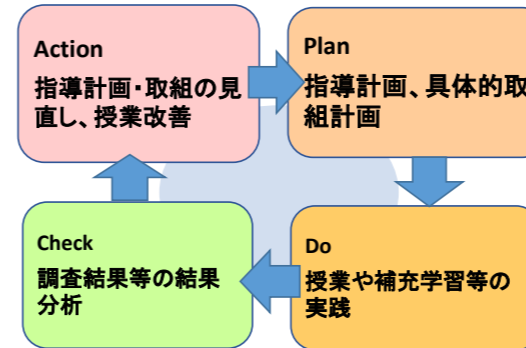 Action
指導計画・取組の見
直し、授業改善
Plan
指導計画、具体的取
組計画
Check
調査結果等の結果
分析
Do
授業や補充学習等の
実践